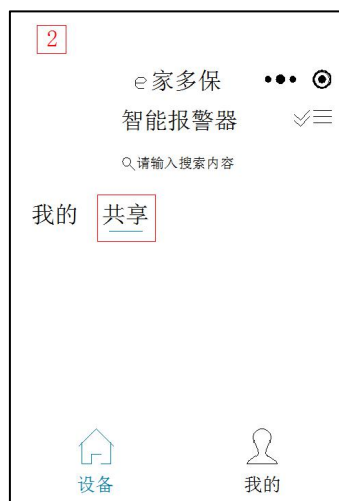 2
e家多保
智能报警器
请输入搜索内容
我的 共享
设备 我的